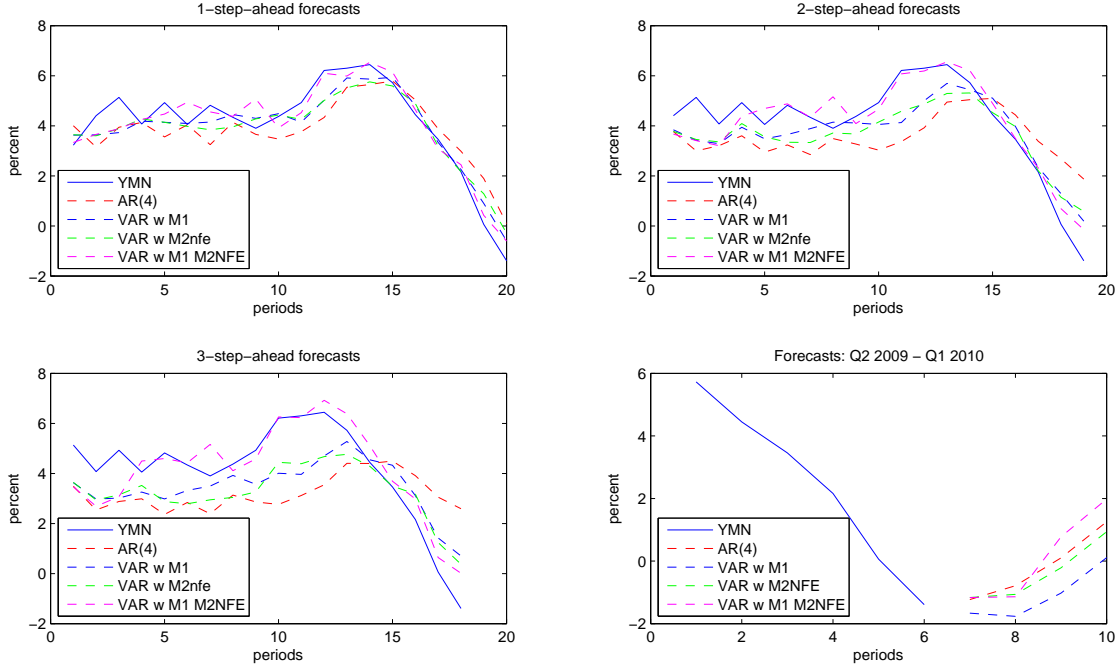 1−step−ahead forecasts
8
6
4
2
0
−2
percent
0
5
10
15
20
periods
YMN
AR(4)
VAR w M1
VAR w M2nfe
VAR w M1 M2NFE
2−step−ahead forecasts
8
6
4
2
0
−2
percent
0
5
10
15
20
periods
YMN
AR(4)
VAR w M1
VAR w M2nfe
VAR w M1 M2NFE
3−step−ahead forecasts
8
6
4
2
0
−2
percent
0
5
10
15
20
periods
YMN
AR(4)
VAR w M1
VAR w M2nfe
VAR w M1 M2NFE
Forecasts: Q2 2009 − Q1 2010
6
4
2
0
−2
percent
0
2
4
6
8
10
periods
YMN
AR(4)
VAR w M1
VAR w M2NFE
VAR w M1 M2NFE